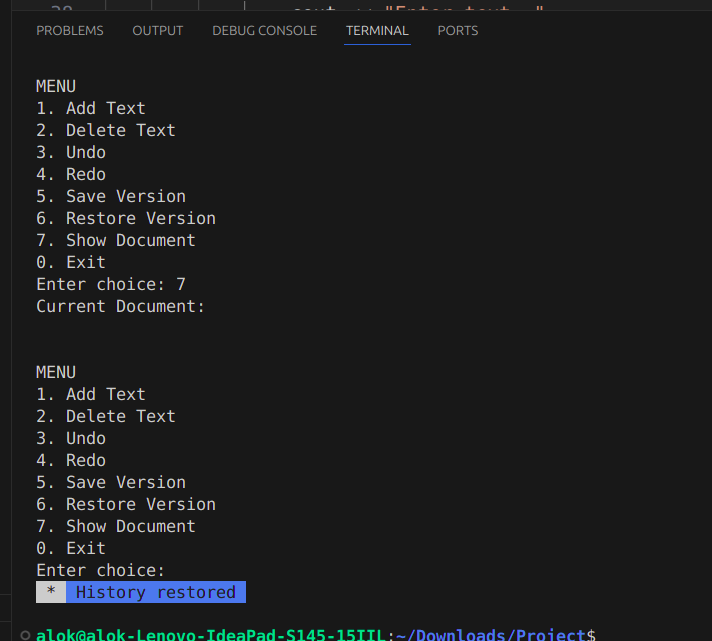 PROBLEMS OUTPUT DEBUG CONSOLE TERMINAL PORTS
MENU
1. Add Text
2. Delete Text
3. Undo
4. Redo
5. Save Version
6. Restore Version
7. Show Document
0. Exit
Enter choice: 7
Current Document:
MENU
1. Add Text
2. Delete Text
3. Undo
4. Redo
5. Save Version
6. Restore Version
7. Show Document
0. Exit
Enter choice:
* History restored
alok@alok-Lenovo-IdeaPad-S145-15IIL:~/Downloads/Project$